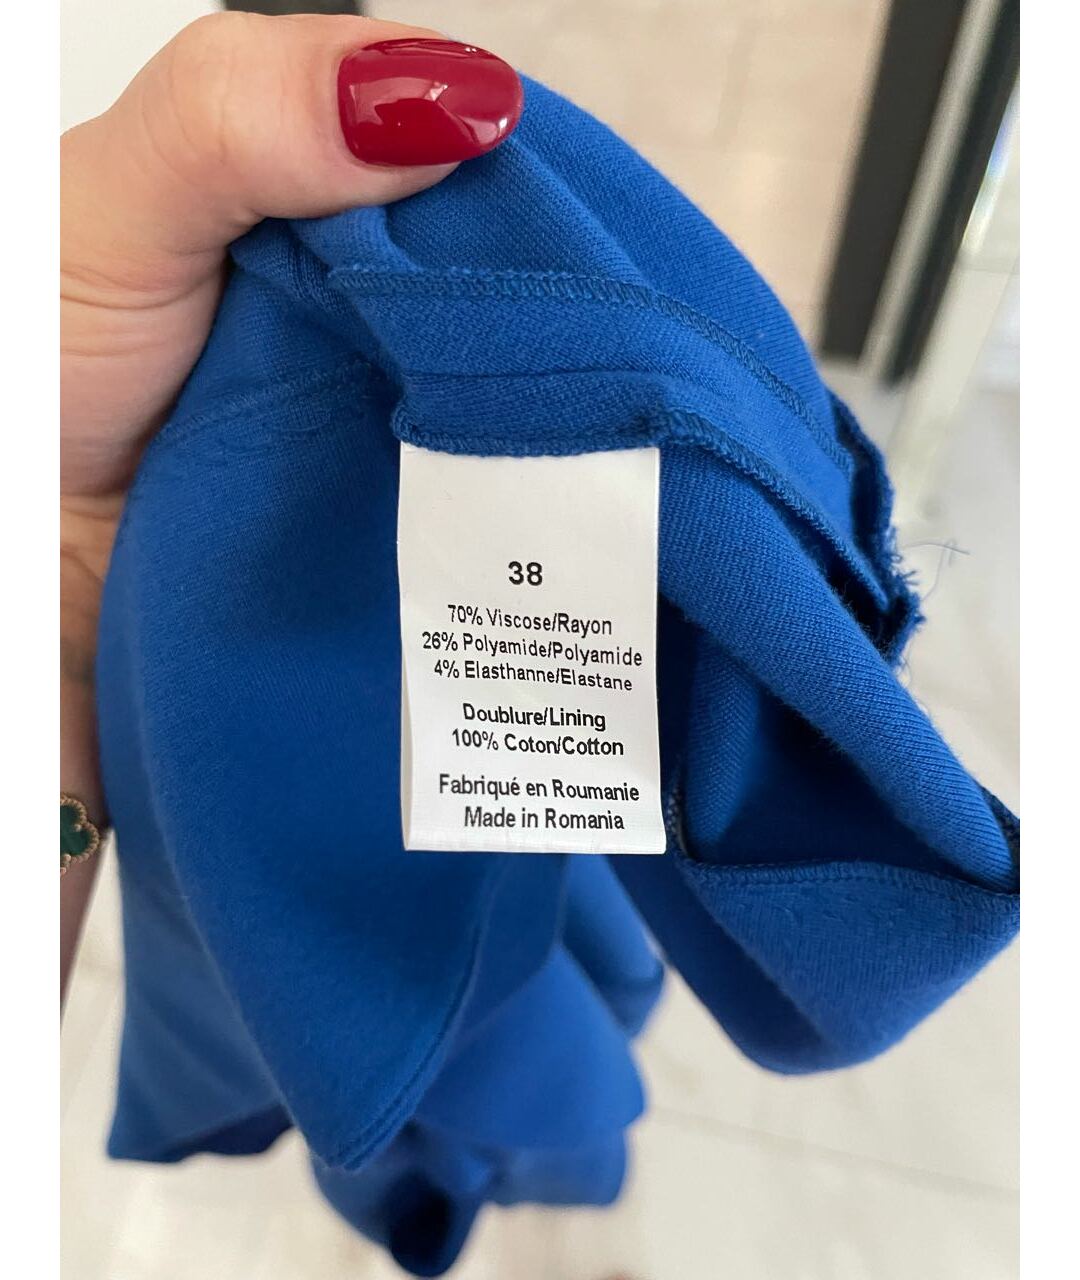 38
70% Viscose/Rayon
26% Polyamide/Polyamide
4% Elasthanne/Elastane
Doublure/Lining
100% Coton/Cotton
Fabriqué en Roumanie
Made in Romania